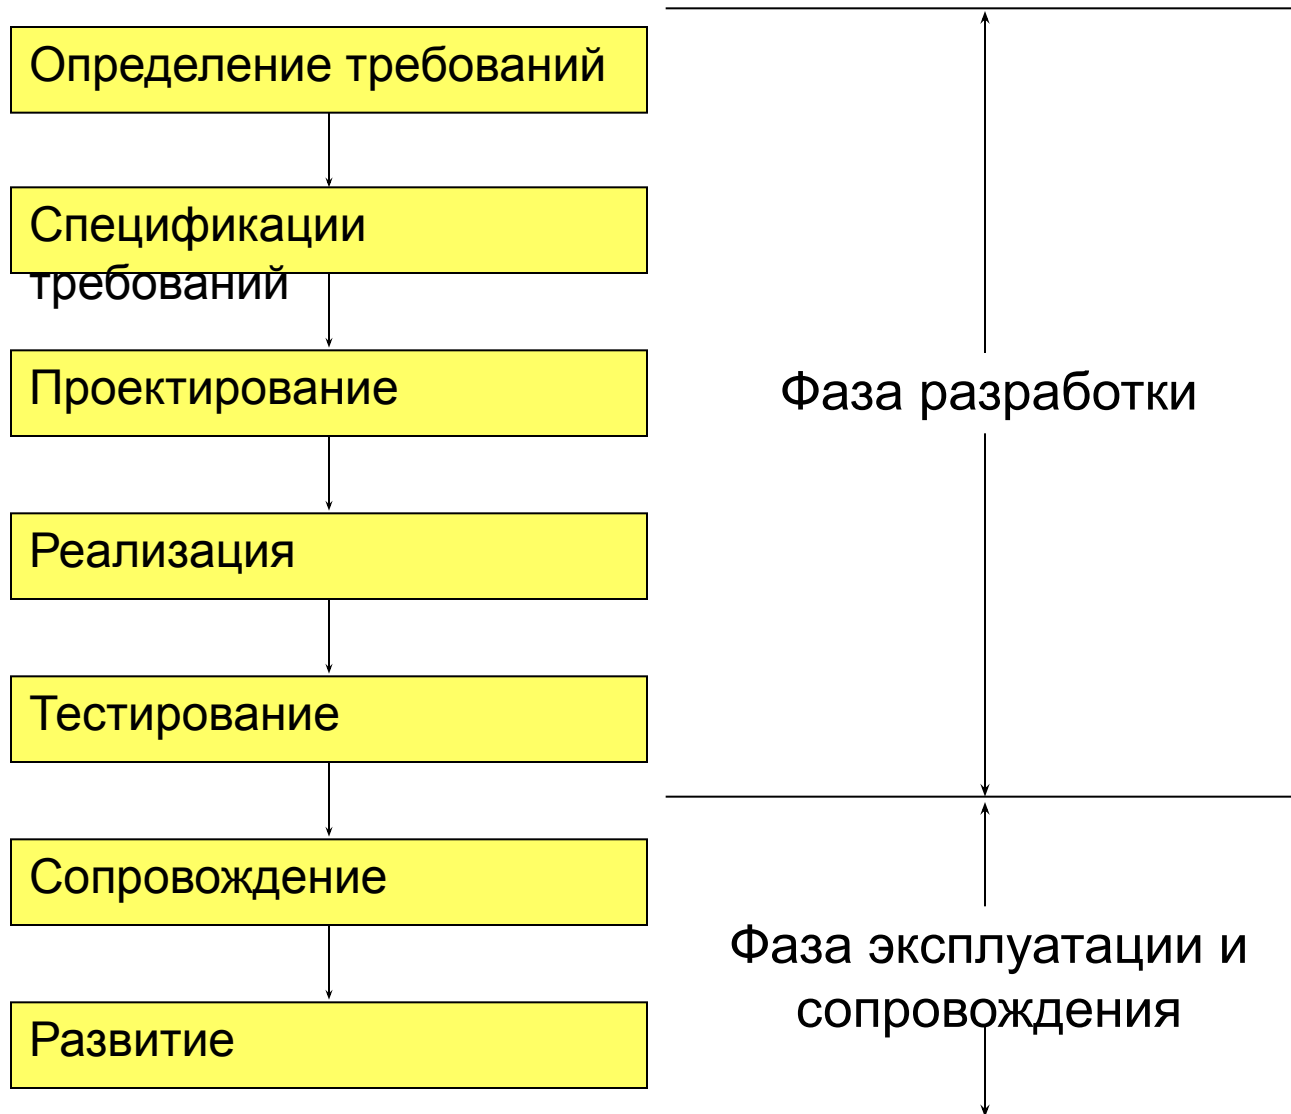 Определение требований
Спецификации
требований
Проектирование
Реализация
Тестирование
Сопровождение
Развитие
Фаза разработки
Фаза эксплуатации и
сопровождения